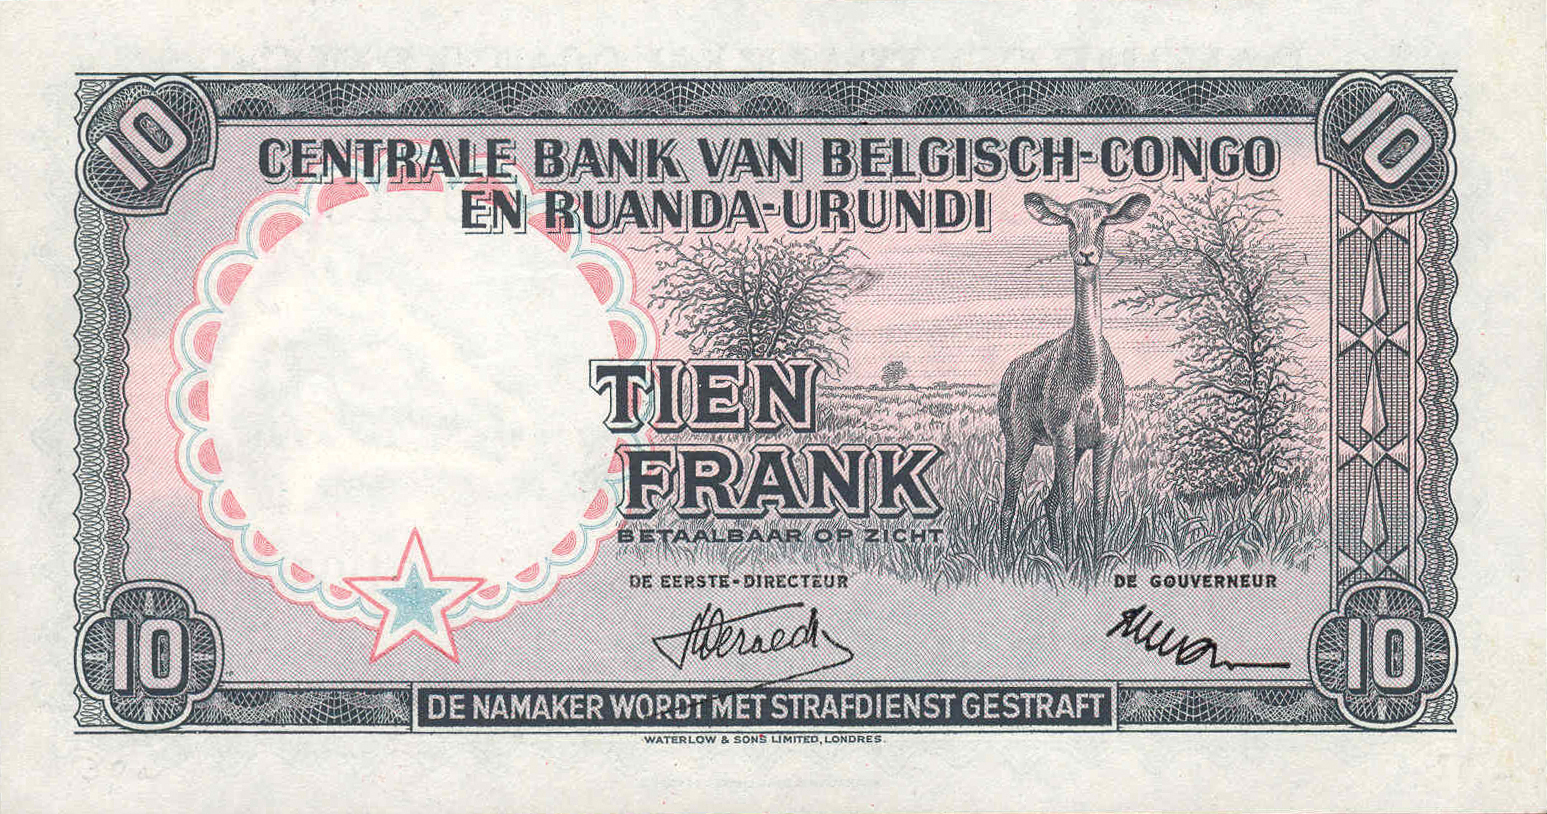 10
10
CENTRALE BANK VAN BELGISCH-CONGO
EN RUANDA-URUNDI
TIEN
FRANK
BETAALBAAR OP ZICHT
DE EERSTE-DIRECTEUR
DE GOUVERNEUR
10
10
DE NAMAKER WORDT MET STRAFDIENST GESTRAFT
WATERLOW & SONS LIMITED, LONDRES.